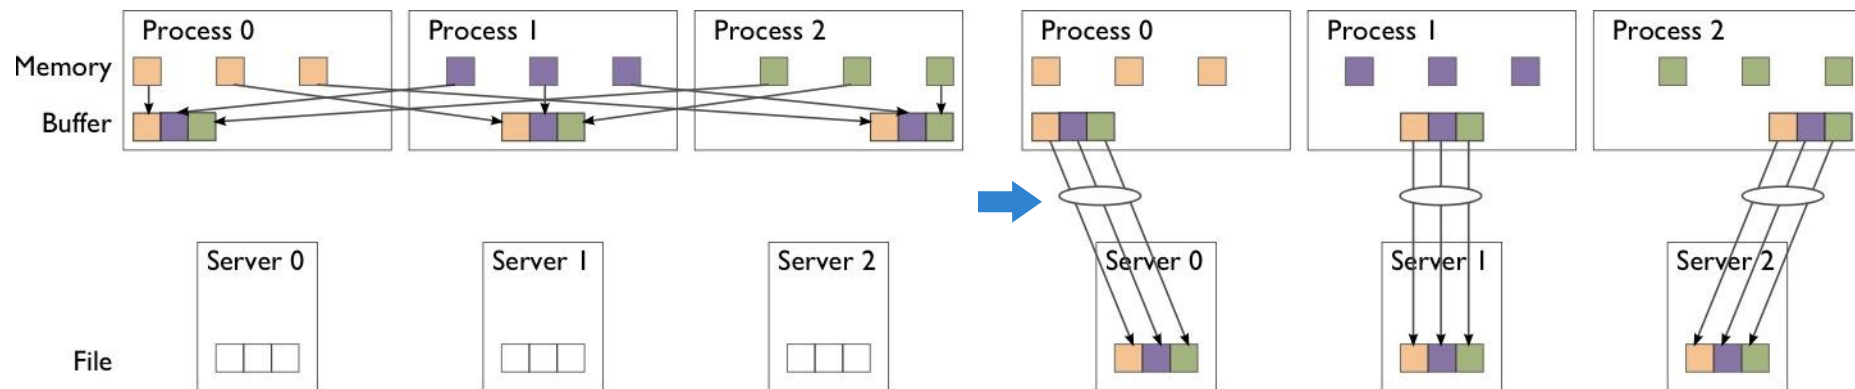 Process 0
Process 1
Process 2
Process 0
Process 1
Process 2
Memory
Buffer
Server 0
Server 1
Server 2
Server 0
Server 1
Server 2
File